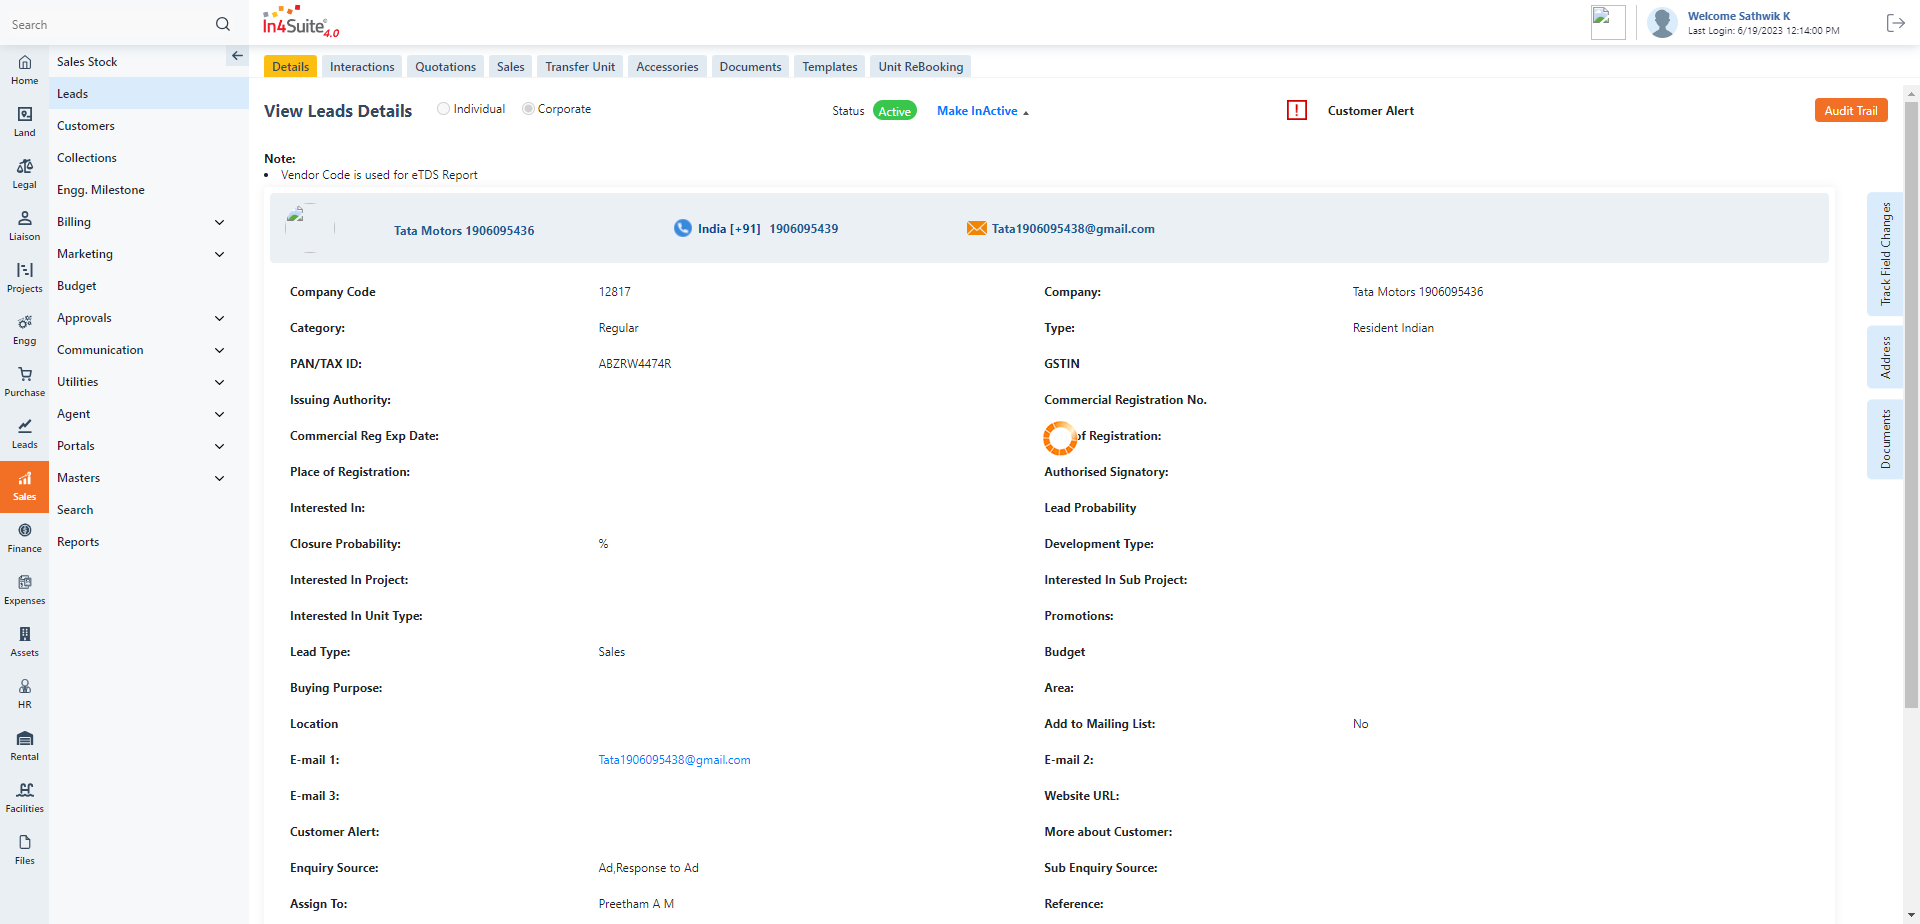 Search
In4Suite® 4.0
Welcome Sathwik K
Last Login: 6/19/2023 12:14:00 PM
Home
Land
Legal
Liaison
Projects
Engg
Purchase
Leads
Sales
Finance
Expenses
Assets
HR
Rental
Facilities
Files
Sales Stock
Leads
Customers
Collections
Engg. Milestone
Billing
Marketing
Budget
Approvals
Communication
Utilities
Agent
Portals
Masters
Search
Reports
Details Interactions Quotations Sales Transfer Unit Accessories Documents Templates Unit ReBooking
View Leads Details Individual Corporate Status Active Make InActive Customer Alert Audit Trail
Note:
• Vendor Code is used for eTDS Report
Tata Motors 1906095436 India [+91] 1906095439 Tata1906095438@gmail.com
Company Code 12817 Company: Tata Motors 1906095436
Category: Regular Type: Resident Indian
PAN/TAX ID: ABZRW4474R GSTIN
Issuing Authority: Commercial Registration No.
Commercial Reg Exp Date: of Registration:
Place of Registration: Authorised Signatory:
Interested In: Lead Probability
Closure Probability: % Development Type:
Interested In Project: Interested In Sub Project:
Interested In Unit Type: Promotions:
Lead Type: Sales Budget
Buying Purpose: Area:
Location Add to Mailing List: No
E-mail 1: Tata1906095438@gmail.com E-mail 2:
E-mail 3: Website URL:
Customer Alert: More about Customer:
Enquiry Source: Ad,Response to Ad Sub Enquiry Source:
Assign To: Preetham A M Reference:
Track Field Changes
Address
Documents